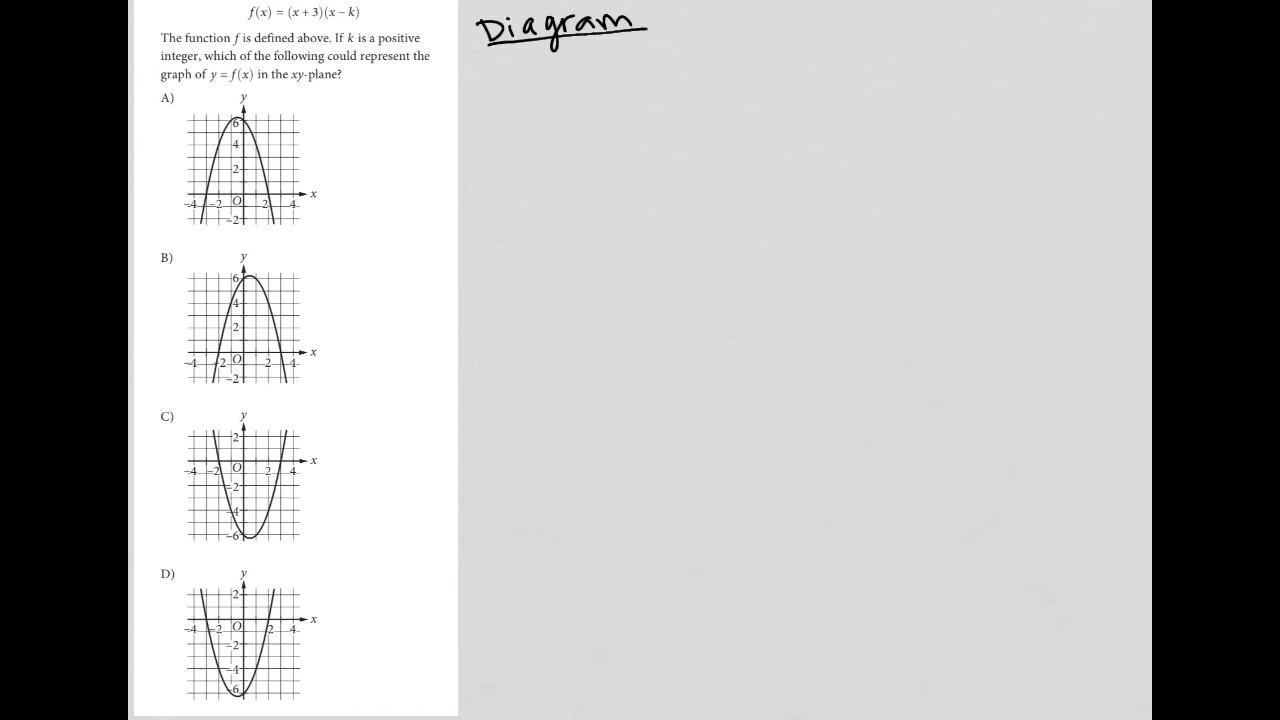 f(x) = (x + 3)(x − k)
Diagram
The function f is defined above. If k is a positive
integer, which of the following could represent the
graph of y = f(x) in the xy-plane?
A)
y
6
4
2
−4 −2 O 2 4 x
−2
B)
y
6
4
2
−4 2 O 2 4 x
−2
C)
y
2
−4 −2 O 2 4 x
−2
−4
−6
D)
y
2
−4 −2 O 2 4 x
−2
−4
−6